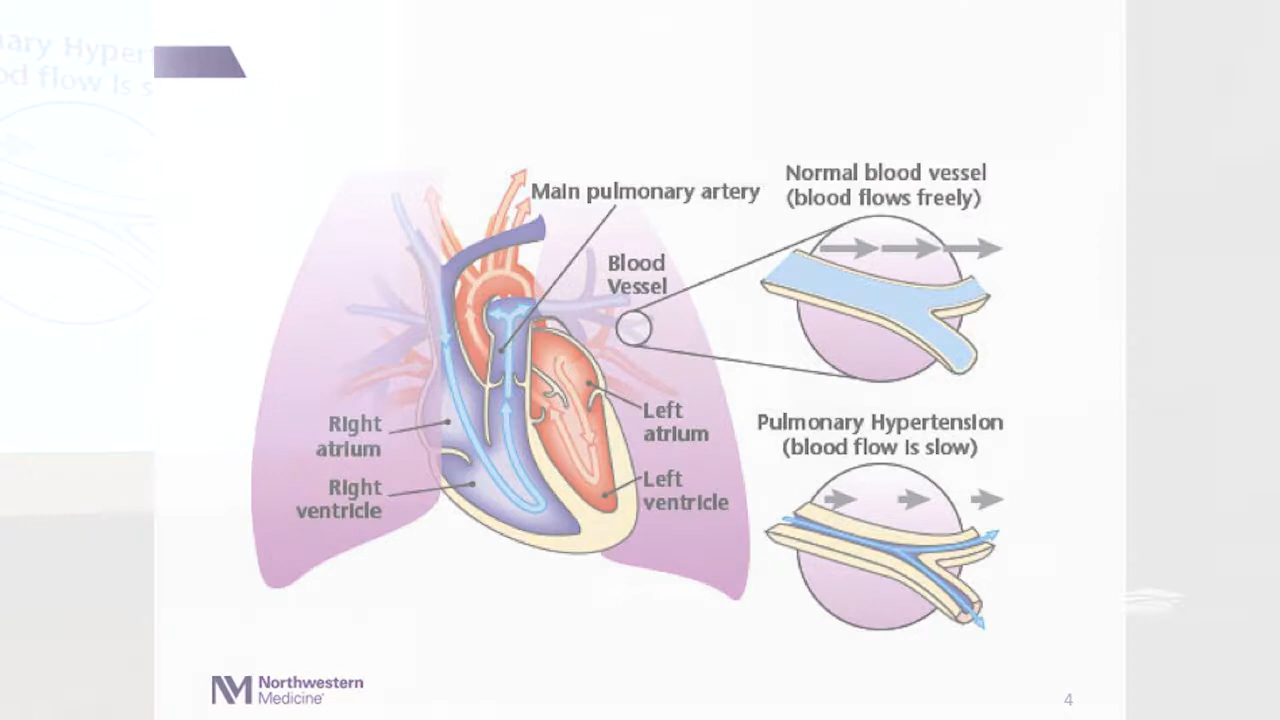 Main pulmonary artery
Normal blood vessel
(blood flows freely)
Blood
Vessel
Right
atrium
Left
atrium
Pulmonary Hypertension
(blood flow is slow)
Right
ventricle
Left
ventricle
Northwestern
Medicine
4